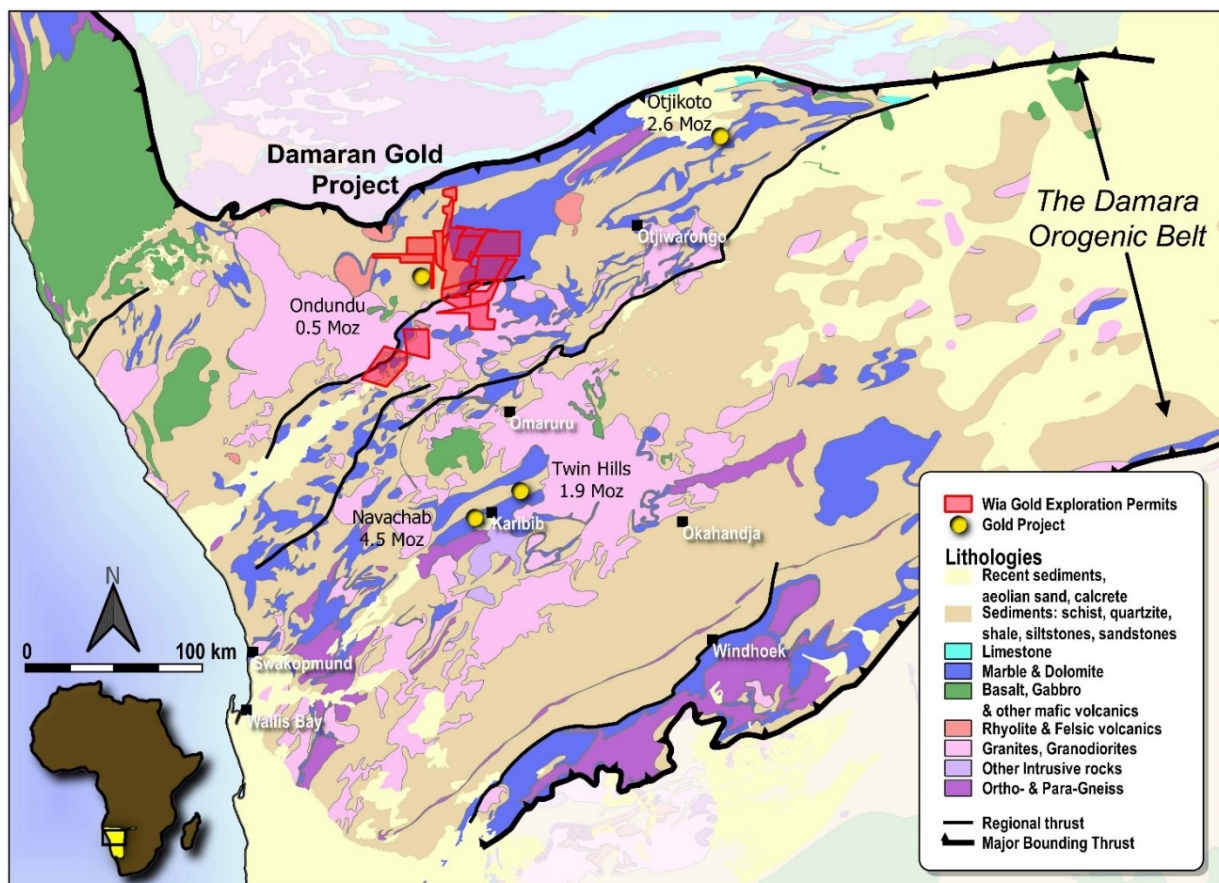 Otjikoto
2.6 Moz
Damaran Gold
Project
The Damara
Orogenic Belt
Otjiwarongo
Ondundu
0.5 Moz
Omaruru
Twin Hills
1.9 Moz
Navachab
4.5 Moz
Karibib
Okahandja
Windhoek
Swakopmund
Wallis Bay
N
0
100 km
Wia Gold Exploration Permits
Gold Project
Lithologies
Recent sediments,
aeolian sand, calcrete
Sediments: schist, quartzite,
shale, siltstones, sandstones
Limestone
Marble & Dolomite
Basalt, Gabbro
& other mafic volcanics
Rhyolite & Felsic volcanics
Granites, Granodiorites
Other Intrusive rocks
Ortho- & Para-Gneiss
Regional thrust
Major Bounding Thrust